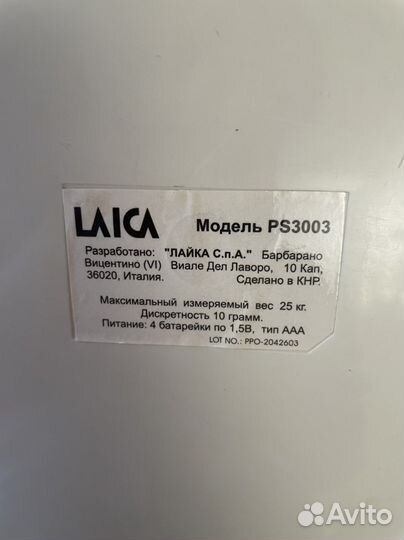 LAICA Модель PS3003
Разработано: "ЛАЙКА С.п.А." Барбарано
Вицентино (VI) Виале Дел Лаворо, 10 Кап,
36020, Италия. Сделано в КНР.
Максимальный измеряемый вес 25 кг.
Дискретность 10 грамм.
Питание: 4 батарейки по 1,5В, тип ААА
LOT NO.: PPO-2042603
Avito